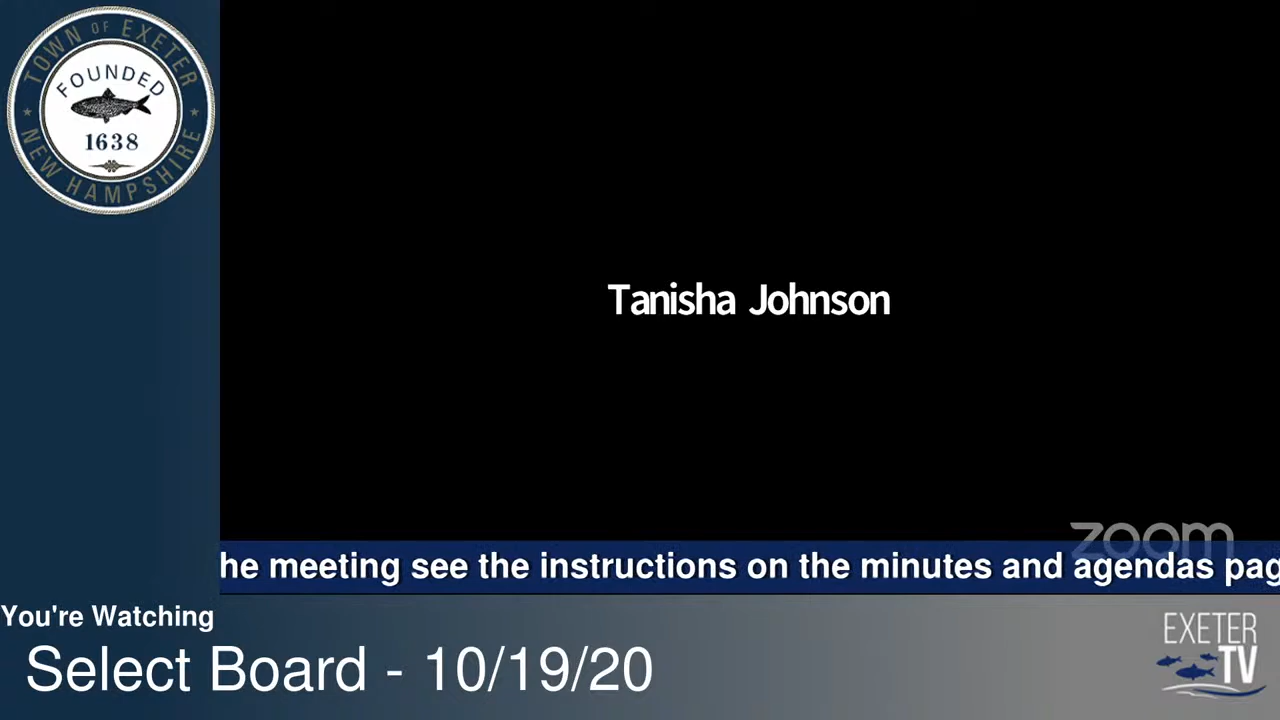 TOWN OF EXETER
FOUNDED
1638
NEW HAMPSHIRE
Tanisha Johnson
zoom
he meeting see the instructions on the minutes and agendas pag
You're Watching
Select Board - 10/19/20
EXETER
TV